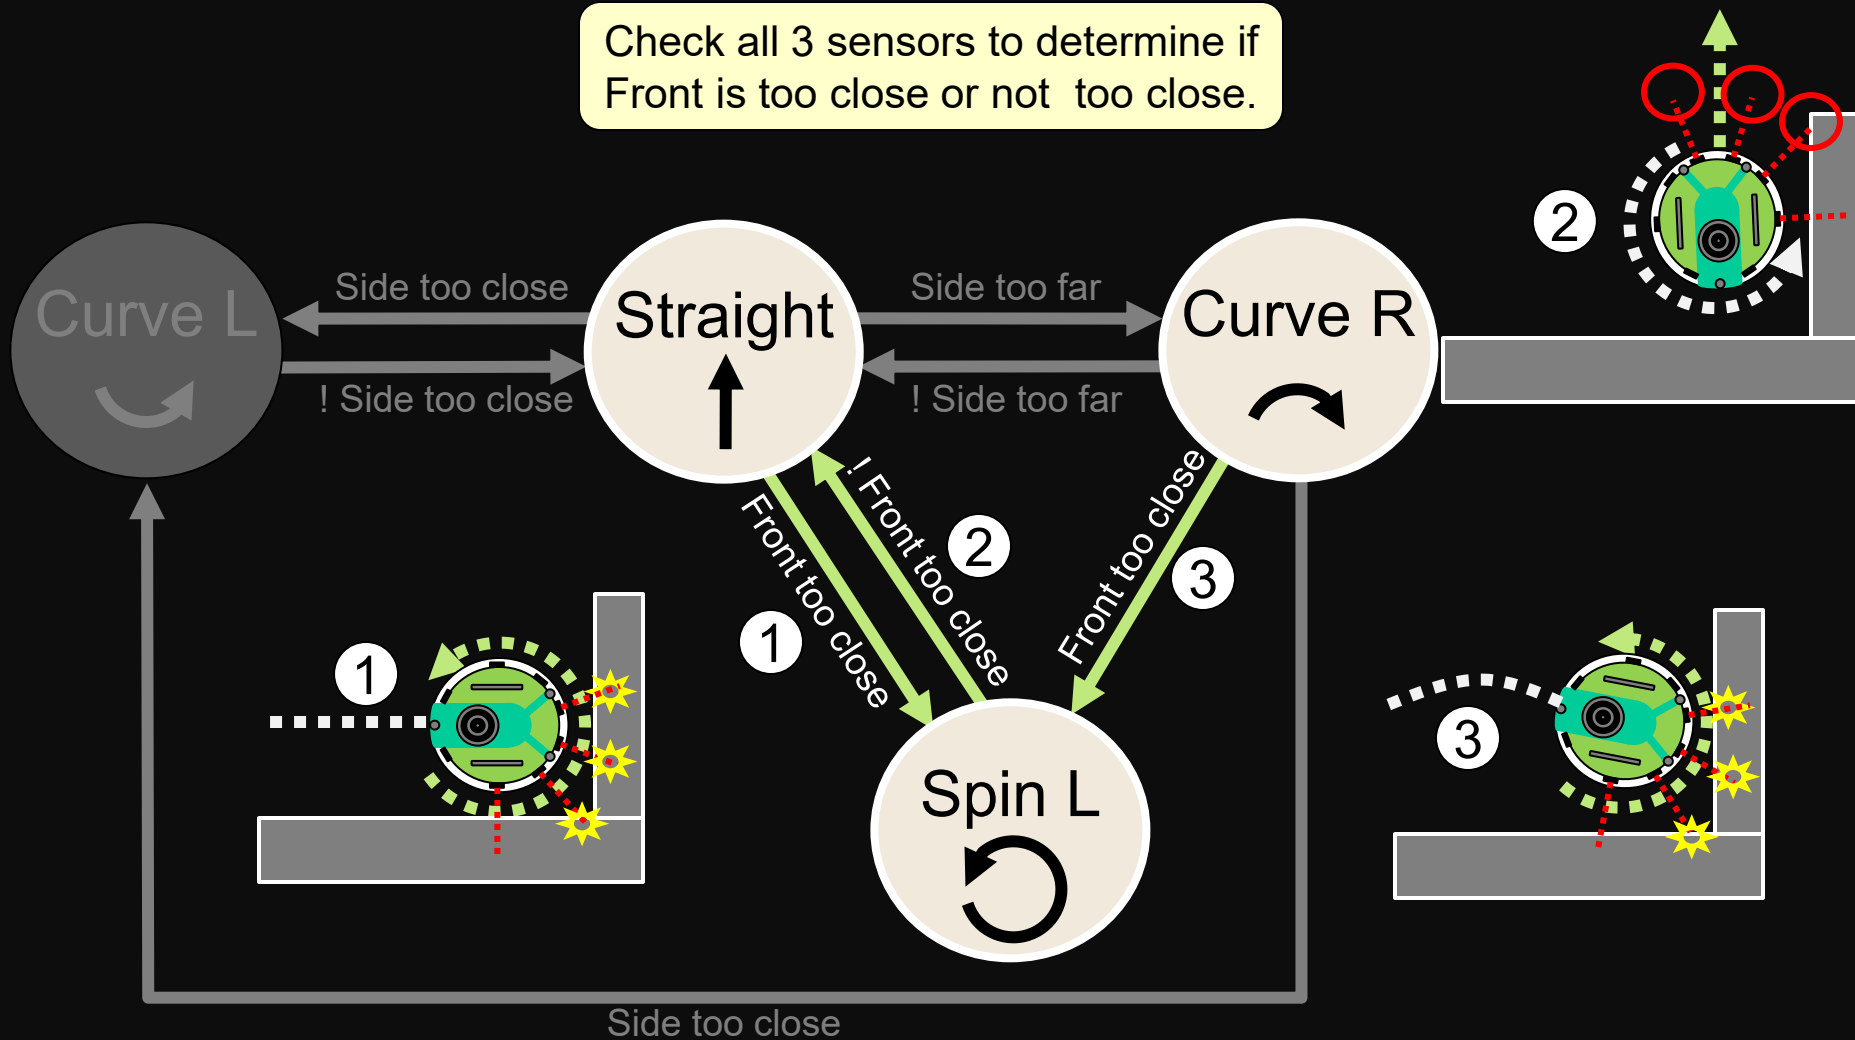 Check all 3 sensors to determine if
Front is too close or not  too close.
2
Curve L
Side too close
! Side too close
Straight
Side too far
! Side too far
Curve R
Front too close
1
! Front too close
2
Front too close
3
1
3
Spin L
Side too close